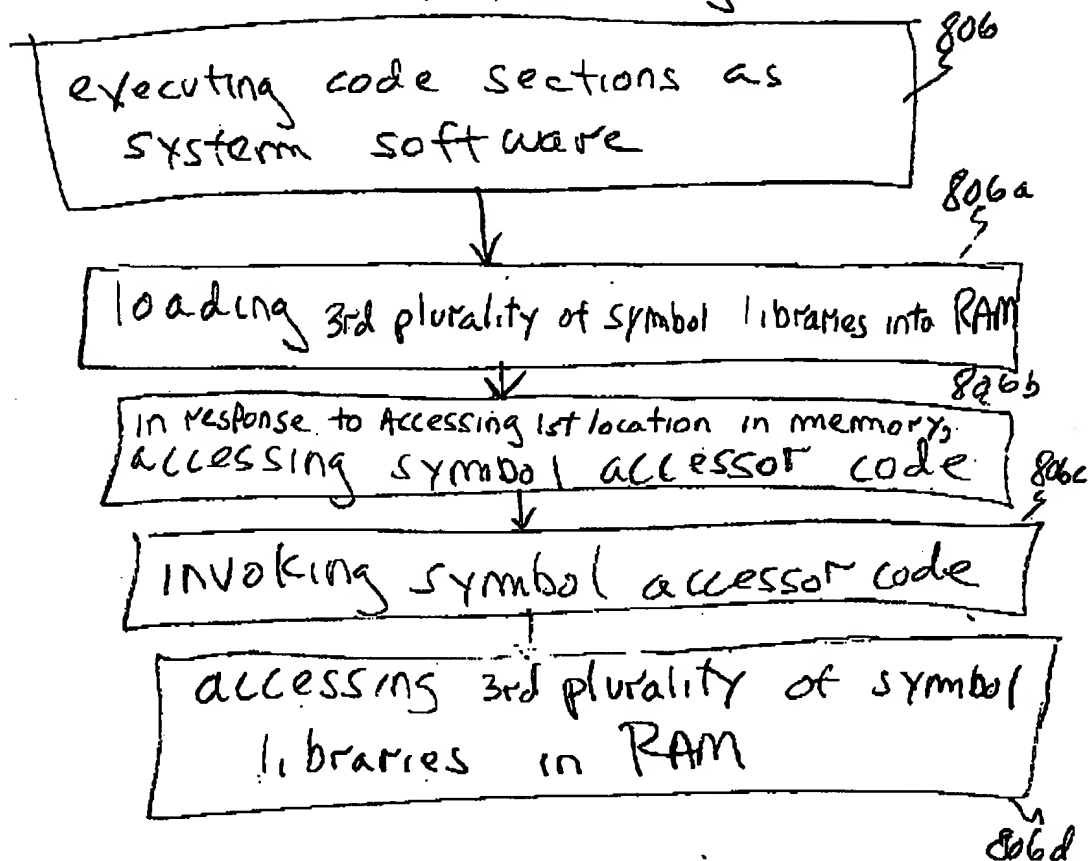 806
executing code sections as
system software
806a
loading 3rd plurality of symbol libraries into RAM
806b
in response to Accessing 1st location in memory,
accessing symbol accessor code
806c
invoking symbol accessor code
accessing 3rd plurality of symbol
libraries in RAM
806d